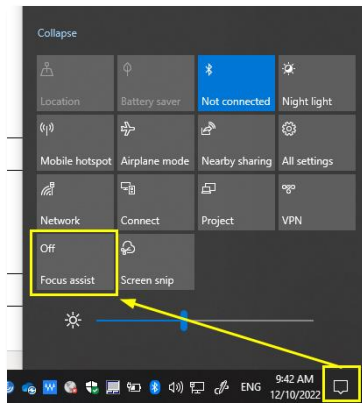 Collapse
Location Battery saver Not connected Night light
Mobile hotspot Airplane mode Nearby sharing All settings
Network Connect Project VPN
Off
Focus assist Screen snip
ENG 9:42 AM
12/10/2022